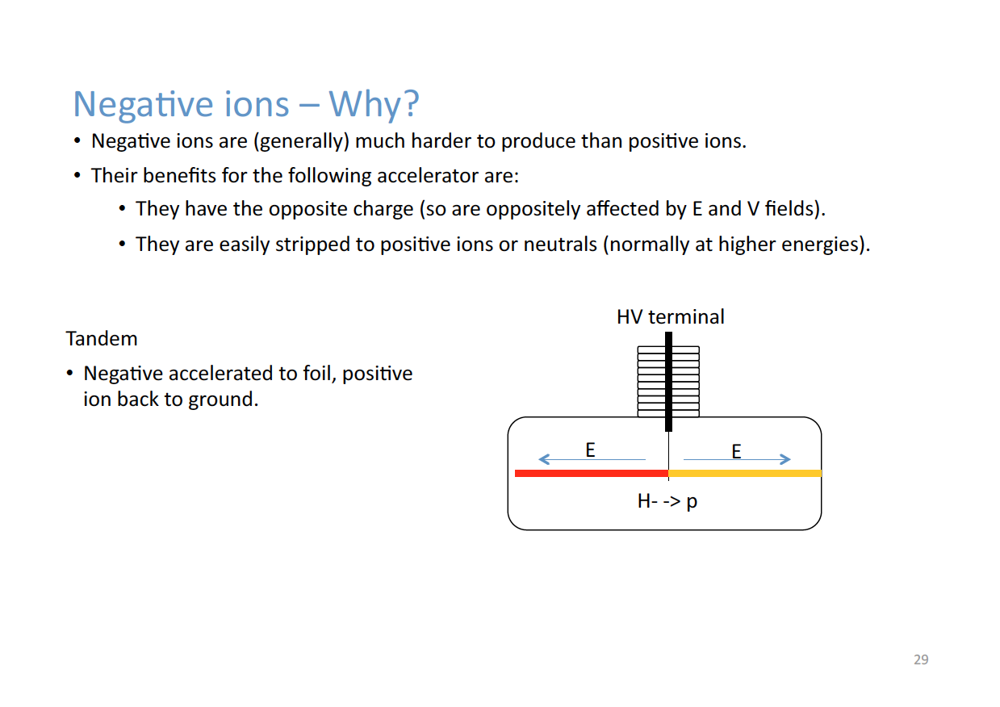 Negative ions – Why?
• Negative ions are (generally) much harder to produce than positive ions.
• Their benefits for the following accelerator are:
• They have the opposite charge (so are oppositely affected by E and V fields).
• They are easily stripped to positive ions or neutrals (normally at higher energies).
Tandem
• Negative accelerated to foil, positive
ion back to ground.
HV terminal
E
E
H- -> p
29